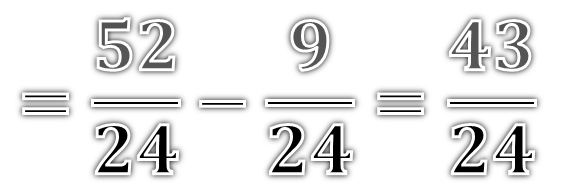 = 52/24 − 9/24 = 43/24